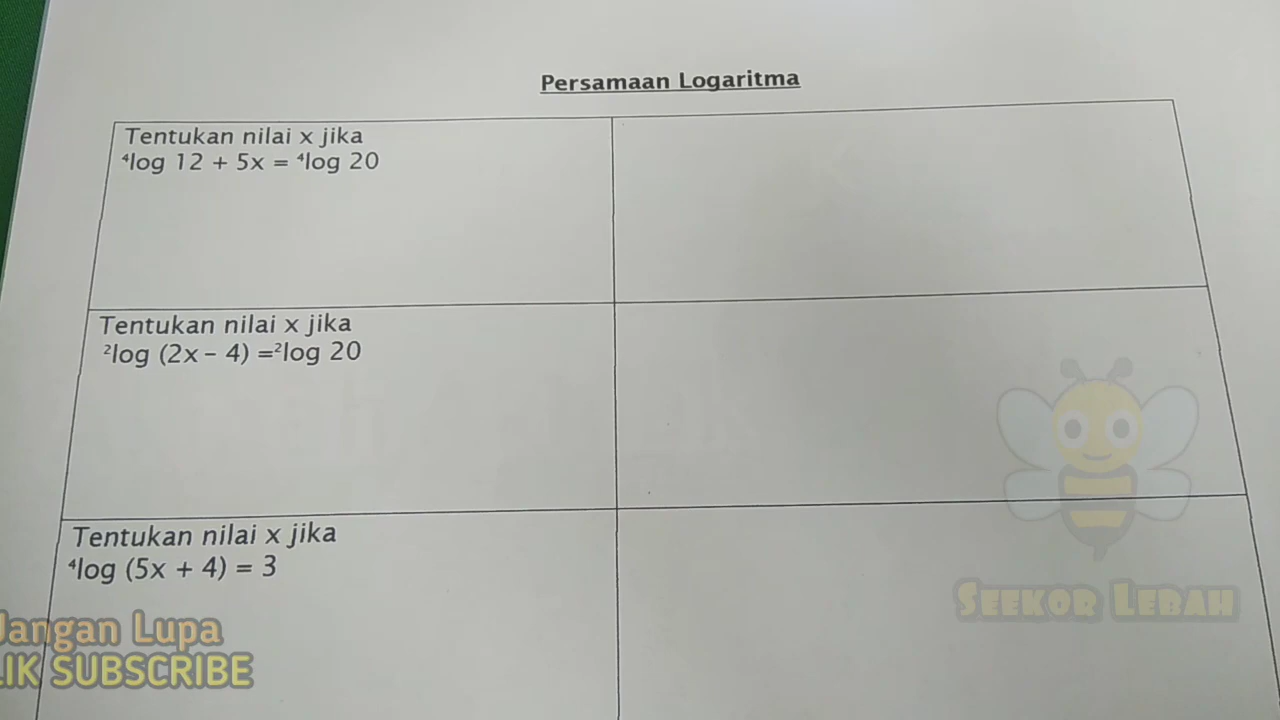 Persamaan Logaritma
Tentukan nilai x jika
⁴log 12 + 5x = ⁴log 20
Tentukan nilai x jika
²log (2x – 4) =²log 20
Tentukan nilai x jika
⁴log (5x + 4) = 3
SEEKOR LEBAH
Jangan Lupa
LIK SUBSCRIBE